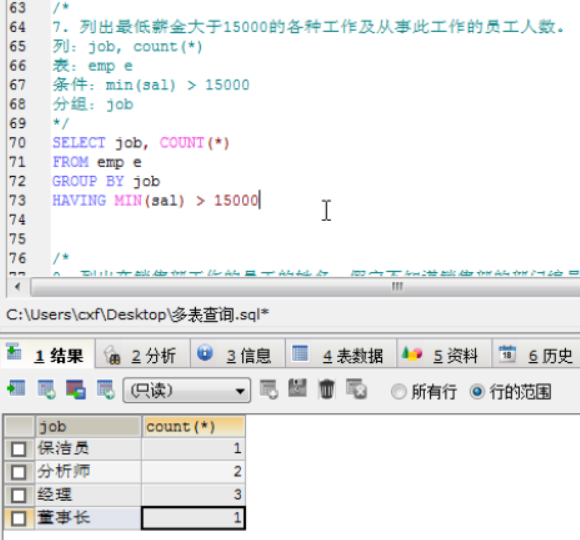 63 /*
64 7. 列出最低薪金大于15000的各种工作及从事此工作的员工人数。
65 列: job, count(*)
66 表: emp e
67 条件: min(sal) > 15000
68 分组: job
69 */
70 SELECT job, COUNT(*)
71 FROM emp e
72 GROUP BY job
73 HAVING MIN(sal) > 15000
74
75
76 /*
C:\Users\cxf\Desktop\多表查询.sql*
1 结果 2 分析 3 信息 4 表数据 5 资料 18 6 历史
(只读) 所有行 行的范围
job count(*)
保洁员 1
分析师 2
经理 3
董事长 1